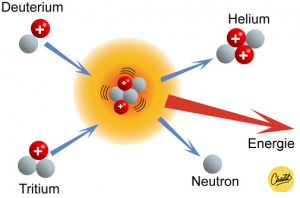 Deuterium
Helium
+
+
+
+
+
+
Energie
Tritium
Neutron